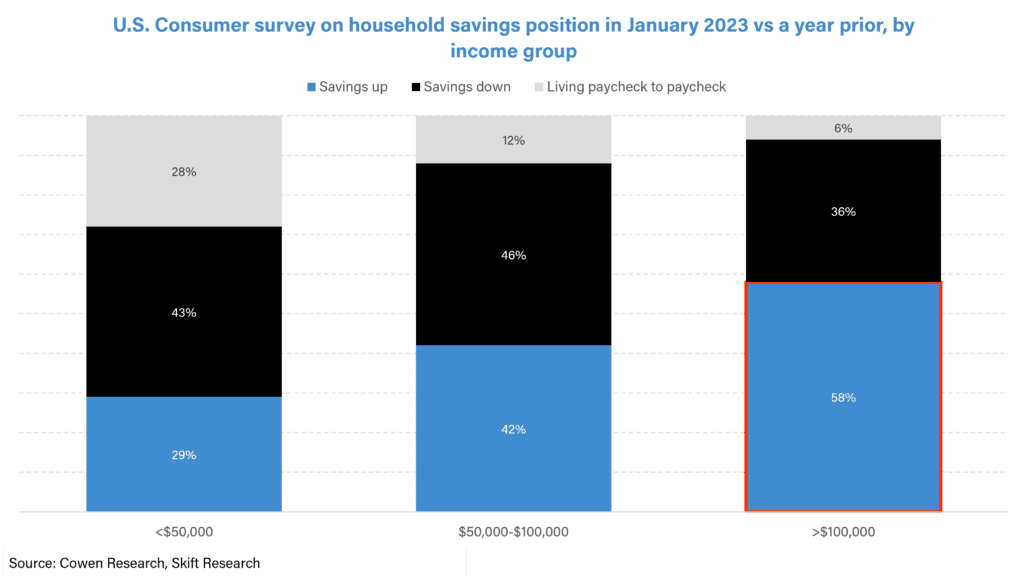 U.S. Consumer survey on household savings position in January 2023 vs a year prior, by
income group
Savings up Savings down Living paycheck to paycheck
28%
43%
29%
12%
46%
42%
6%
36%
58%
<$50,000 $50,000-$100,000 >$100,000
Source: Cowen Research, Skift Research